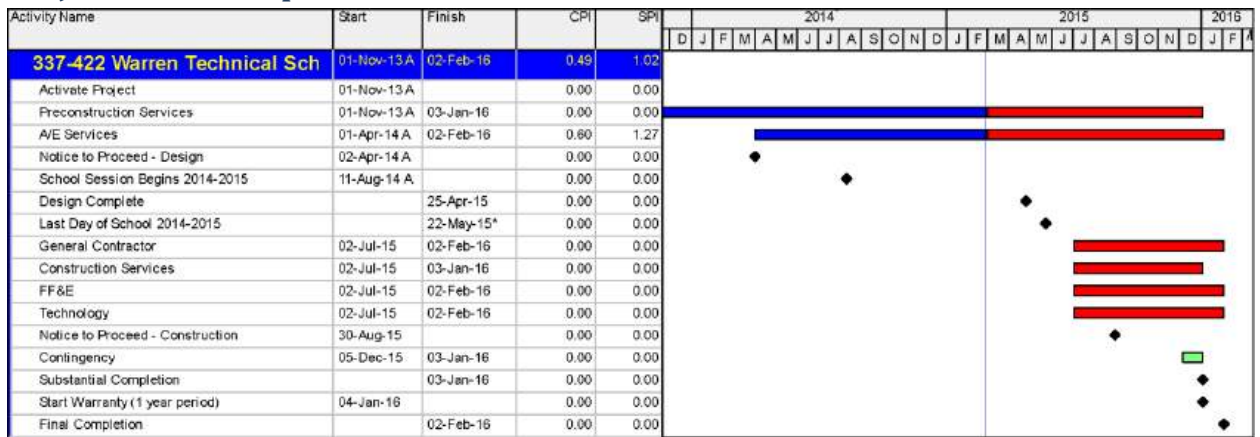 Activity Name Start Finish CPI SPI 2014 2015 2016
D J F M A M J J A S O N D J F M A M J J A S O N D J F
337-422 Warren Technical Sch 01-Nov-13 A 02-Feb-16 0.49 1.02
Activate Project 01-Nov-13 A 0.00 0.00
Preconstruction Services 01-Nov-13 A 03-Jan-16 0.00 0.00
A/E Services 01-Apr-14 A 02-Feb-16 0.60 1.27
Notice to Proceed - Design 02-Apr-14 A 0.00 0.00
School Session Begins 2014-2015 11-Aug-14 A 0.00 0.00
Design Complete 25-Apr-15 0.00 0.00
Last Day of School 2014-2015 22-May-15* 0.00 0.00
General Contractor 02-Jul-15 02-Feb-16 0.00 0.00
Construction Services 02-Jul-15 03-Jan-16 0.00 0.00
FF&E 02-Jul-15 02-Feb-16 0.00 0.00
Technology 02-Jul-15 02-Feb-16 0.00 0.00
Notice to Proceed - Construction 30-Aug-15 0.00 0.00
Contingency 05-Dec-15 03-Jan-16 0.00 0.00
Substantial Completion 03-Jan-16 0.00 0.00
Start Warranty (1 year period) 04-Jan-16 0.00 0.00
Final Completion 02-Feb-16 0.00 0.00